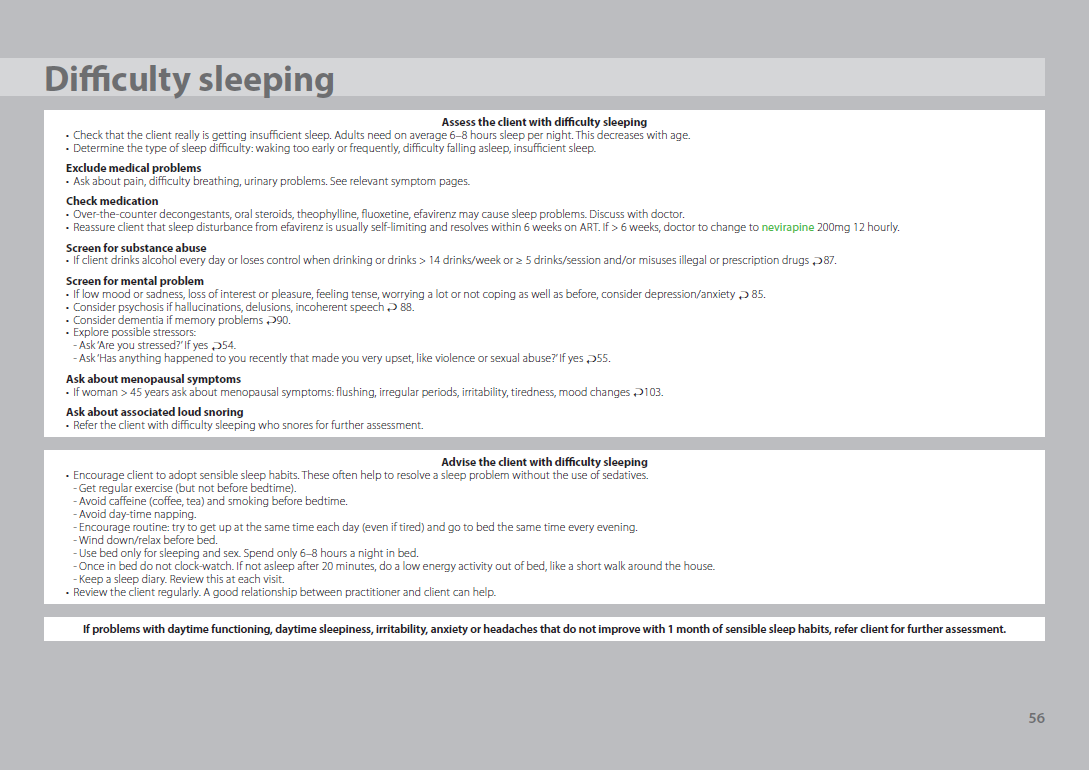 Difficulty sleeping
Assess the client with difficulty sleeping
• Check that the client really is getting insufficient sleep. Adults need on average 6–8 hours sleep per night. This decreases with age.
• Determine the type of sleep difficulty: waking too early or frequently, difficulty falling asleep, insufficient sleep.
Exclude medical problems
• Ask about pain, difficulty breathing, urinary problems. See relevant symptom pages.
Check medication
• Over-the-counter decongestants, oral steroids, theophylline, fluoxetine, efavirenz may cause sleep problems. Discuss with doctor.
• Reassure client that sleep disturbance from efavirenz is usually self-limiting and resolves within 6 weeks on ART. If > 6 weeks, doctor to change to nevirapine 200mg 12 hourly.
Screen for substance abuse
• If client drinks alcohol every day or loses control when drinking or drinks > 14 drinks/week or ≥ 5 drinks/session and/or misuses illegal or prescription drugs ⮌87.
Screen for mental problem
• If low mood or sadness, loss of interest or pleasure, feeling tense, worrying a lot or not coping as well as before, consider depression/anxiety ⮌ 85.
• Consider psychosis if hallucinations, delusions, incoherent speech ⮌ 88.
• Consider dementia if memory problems ⮌90.
• Explore possible stressors:
- Ask ‘Are you stressed?’ If yes ⮌54.
- Ask ‘Has anything happened to you recently that made you very upset, like violence or sexual abuse?’ If yes ⮌55.
Ask about menopausal symptoms
• If woman > 45 years ask about menopausal symptoms: flushing, irregular periods, irritability, tiredness, mood changes ⮌103.
Ask about associated loud snoring
• Refer the client with difficulty sleeping who snores for further assessment.
Advise the client with difficulty sleeping
• Encourage client to adopt sensible sleep habits. These often help to resolve a sleep problem without the use of sedatives.
- Get regular exercise (but not before bedtime).
- Avoid caffeine (coffee, tea) and smoking before bedtime.
- Avoid day-time napping.
- Encourage routine: try to get up at the same time each day (even if tired) and go to bed the same time every evening.
- Wind down/relax before bed.
- Use bed only for sleeping and sex. Spend only 6–8 hours a night in bed.
- Once in bed do not clock-watch. If not asleep after 20 minutes, do a low energy activity out of bed, like a short walk around the house.
- Keep a sleep diary. Review this at each visit.
• Review the client regularly. A good relationship between practitioner and client can help.
If problems with daytime functioning, daytime sleepiness, irritability, anxiety or headaches that do not improve with 1 month of sensible sleep habits, refer client for further assessment.
56